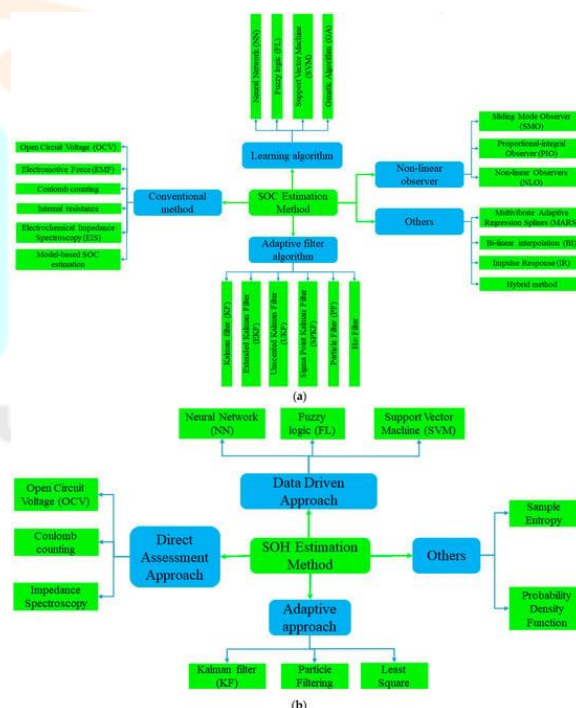 Neural Network (NN)
Fuzzy logic (FL)
Support Vector Machine
(SVM)
Genetic Algorithm (GA)
Learning algorithm
Open Circuit Voltage (OCV)
Electromotive Force (EMF)
Coulomb counting
Internal resistance
Electrochemical Impedance
Spectroscopy (EIS)
Model-based SOC
estimation
Conventional
method
SOC Estimation
Method
Non-linear
observer
Sliding Mode Observer
(SMO)
Proportional-integral
Observer (PIO)
Non-linear Observers
(NLO)
Others
Multivibrate Adaptive
Regression Splines (MARS)
Bi-linear interpolation (BI)
Impulse Response (IR)
Hybrid method
Adaptive filter
algorithm
Kalman filter (KF)
Extended Kalman Filter
(EKF)
Unscented Kalman Filter
(UKF)
Sigma Point Kalman Filter
(SPKF)
Particle Filter (PF)
H∞ Filter
(a)
Neural Network
(NN)
Fuzzy
logic (FL)
Support Vector
Machine (SVM)
Data Driven
Approach
Open Circuit
Voltage (OCV)
Coulomb
counting
Impedance
Spectroscopy
Direct
Assessment
Approach
SOH Estimation
Method
Others
Sample
Entropy
Probability
Density
Function
Adaptive
approach
Kalman filter
(KF)
Particle
Filtering
Least
Square
(b)